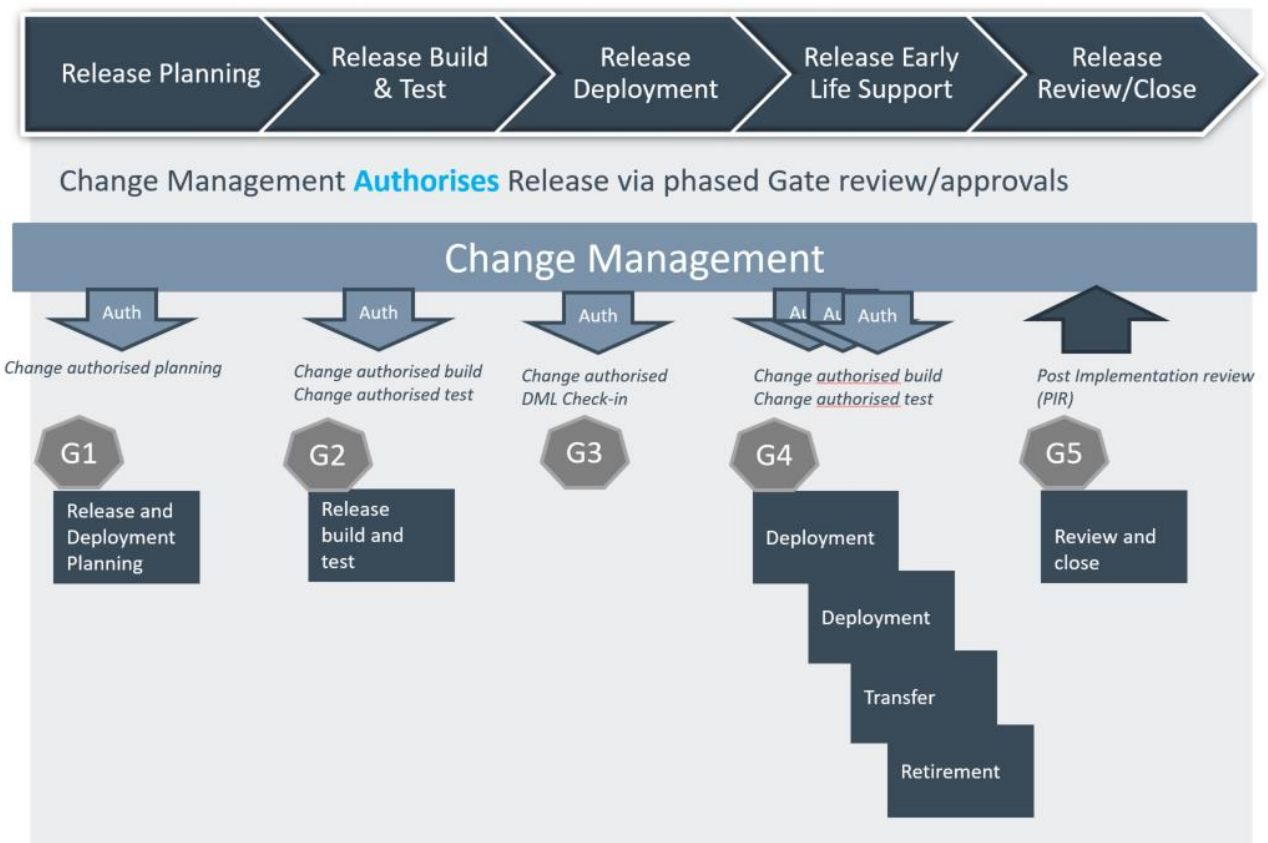 Release Planning
Release Build
& Test
Release
Deployment
Release Early
Life Support
Release
Review/Close
Change Management Authorises Release via phased Gate review/approvals
Change Management
Auth
Auth
Auth
Au
Au
Auth
Change authorised planning
Change authorised build
Change authorised test
Change authorised
DML Check-in
Change authorised build
Change authorised test
Post Implementation review
(PIR)
G1
G2
G3
G4
G5
Release and
Deployment
Planning
Release
build and
test
Deployment
Deployment
Transfer
Retirement
Review and
close